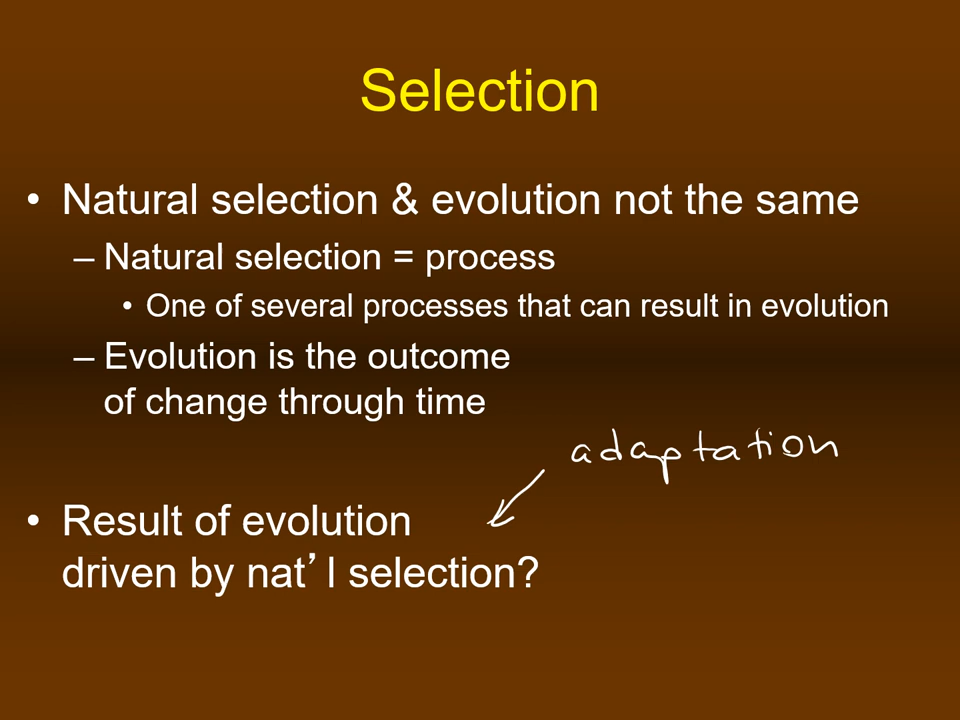 Selection
• Natural selection & evolution not the same
– Natural selection = process
• One of several processes that can result in evolution
– Evolution is the outcome
of change through time
adaptation
• Result of evolution
driven by nat’l selection?